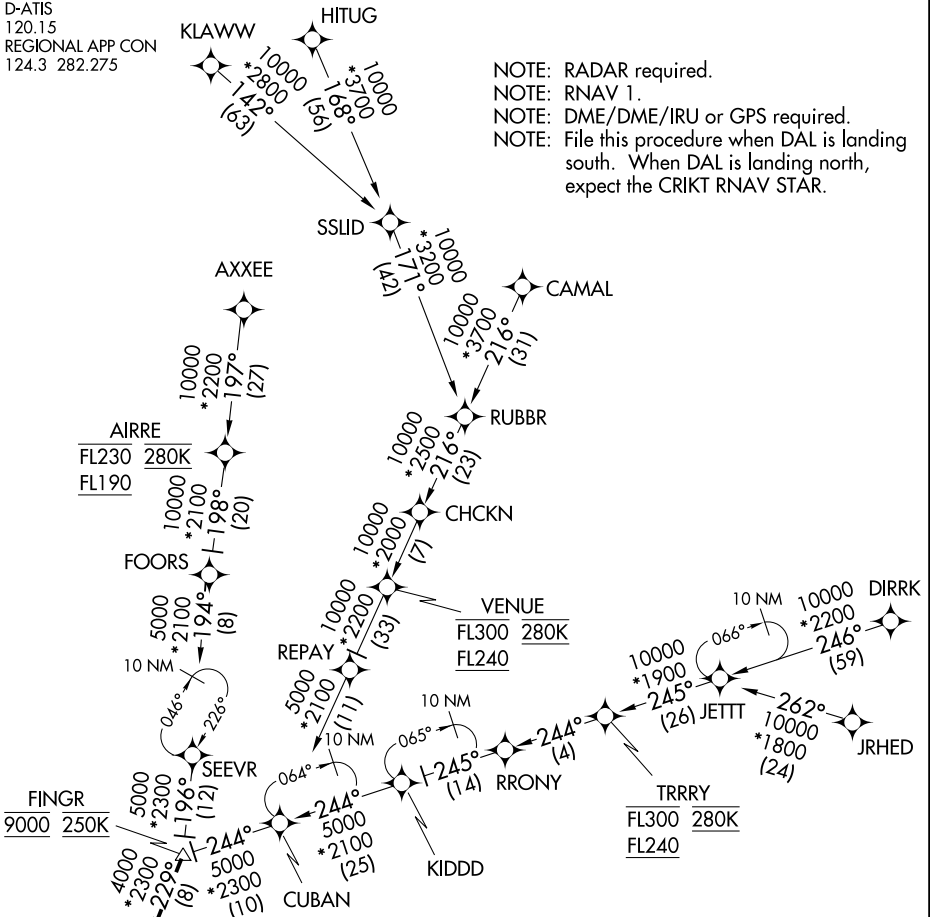 D-ATIS
120.15
REGIONAL APP CON
124.3 282.275
KLAWW
HITUG
10000
*2800
142°
(63)
10000
*3700
168°
(56)
NOTE: RADAR required.
NOTE: RNAV 1.
NOTE: DME/DME/IRU or GPS required.
NOTE: File this procedure when DAL is landing
south. When DAL is landing north,
expect the CRIKT RNAV STAR.
SSLID
10000
*3200
171°
(42)
AXXEE
CAMAL
10000
*3700
216°
(31)
10000
*2200
197°
(27)
RUBBR
AIRRE
FL230 280K
FL190
10000
*2500
216°
(23)
10000
*2100
198°
(20)
CHCKN
10000
*2000
(7)
FOORS
VENUE
FL300 280K
FL240
10000
*2200
(33)
5000
*2100
194°
(8)
REPAY
10 NM
046°
226°
5000
*2100
(11)
10 NM
066°
10000
*2200
246°
(59)
DIRRK
10000
*1900
245°
(26)
JETTT
262°
10000
*1800
(24)
JRHED
SEEVR
10 NM
065°
10 NM
064°
244°
(4)
RRONY
245°
(14)
TRRRY
FL300 280K
FL240
5000
*2300
196°
(12)
FINGR
9000 250K
244°
5000
*2100
(25)
KIDDD
244°
5000
*2300
(10)
CUBAN
4000
*2300
229°
(8)